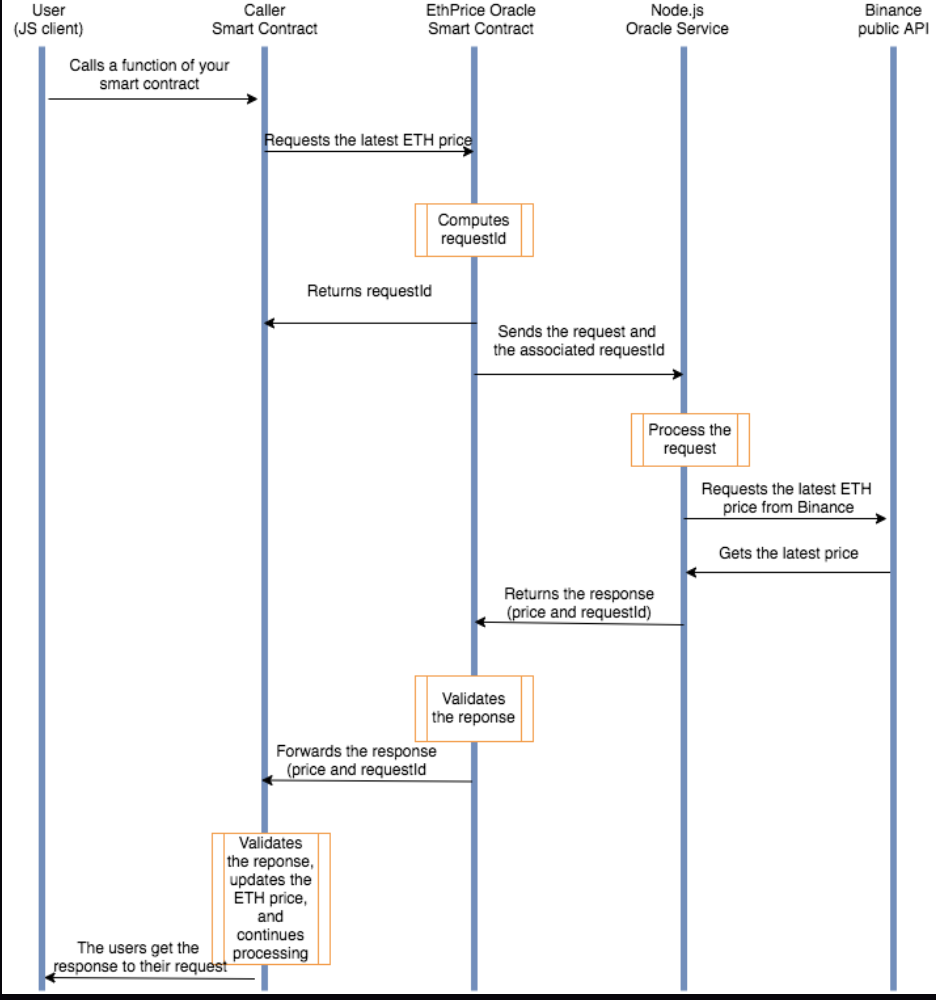 User
(JS client)
Caller
Smart Contract
EthPrice Oracle
Smart Contract
Node.js
Oracle Service
Binance
public API
Calls a function of your
smart contract
Requests the latest ETH price
Computes
requestId
Returns requestId
Sends the request and
the associated requestId
Process the
request
Requests the latest ETH
price from Binance
Gets the latest price
Returns the response
(price and requestId)
Validates
the reponse
Forwards the response
(price and requestId
Validates
the reponse,
updates the
ETH price,
and
continues
processing
The users get the
response to their request